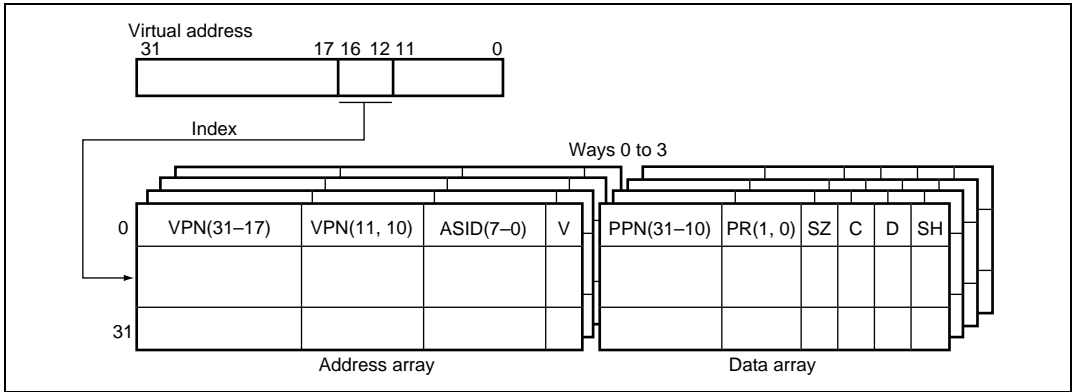 Virtual address
31 17 16 12 11 0
Index
Ways 0 to 3
0 VPN(31–17) VPN(11, 10) ASID(7–0) V PPN(31–10) PR(1, 0) SZ C D SH
31
Address array Data array